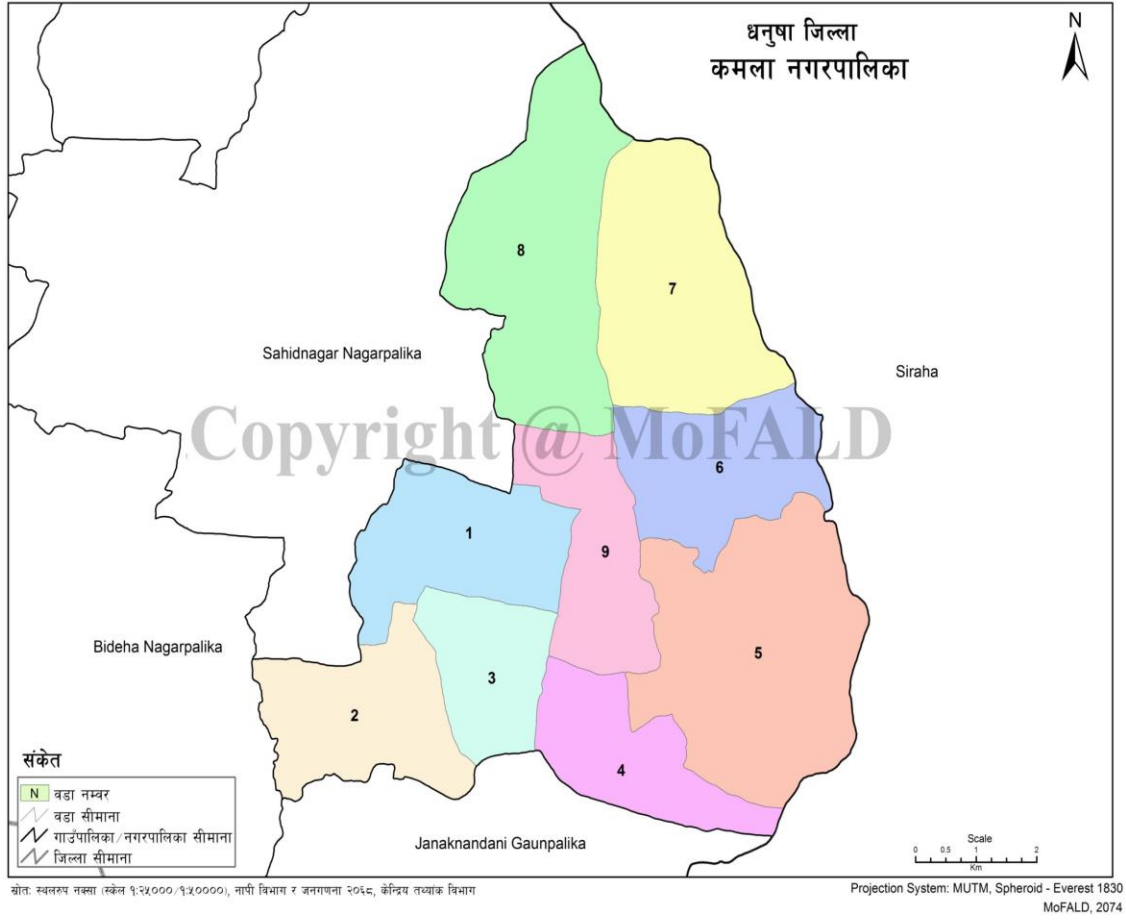 धनुषा जिल्ला
कमला नगरपालिका
N
8
7
Sahidnagar Nagarpalika
Siraha
Copyright @ MoFALD
6
1
9
Bideha Nagarpalika
5
3
2
4
संकेत
N वडा नम्वर
वडा सीमाना
गाउँपालिका/नगरपालिका सीमाना
जिल्ला सीमाना
Janaknandani Gaunpalika
Scale
0 0.5 1 2
Km
स्रोत: स्थलरुप नक्सा (स्केल १:२५०००/१:५००००), नापी विभाग र जनगणना २०६८, केन्द्रिय तथ्यांक विभाग
Projection System: MUTM, Spheroid - Everest 1830
MoFALD, 2074